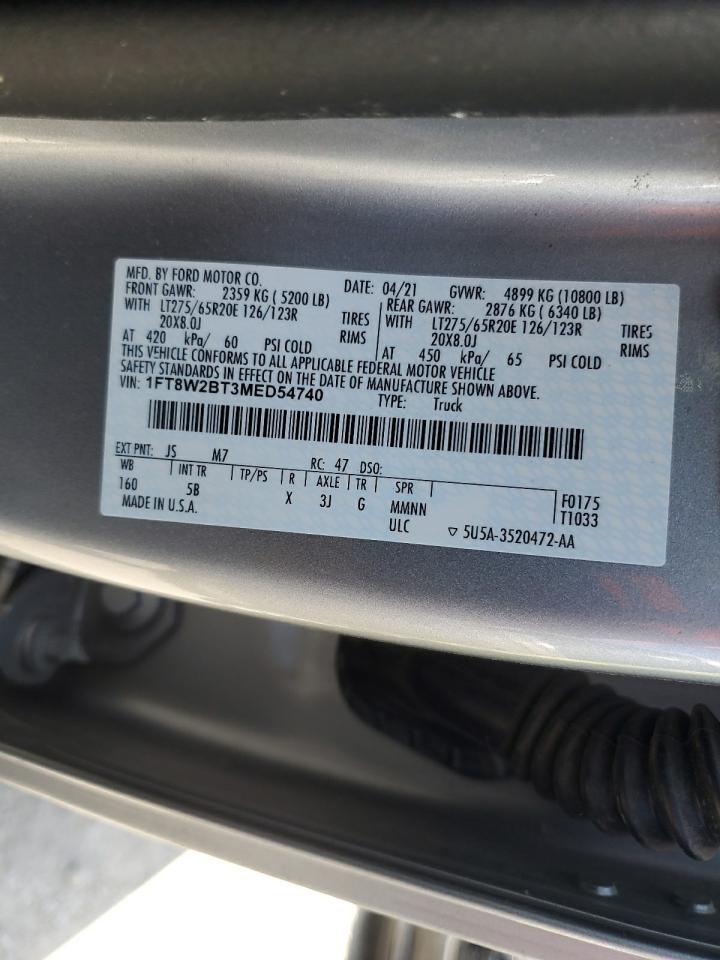 MFD. BY FORD MOTOR CO. DATE: 04/21 GVWR: 4899 KG (10800 LB)
FRONT GAWR: 2359 KG ( 5200 LB) REAR GAWR: 2876 KG ( 6340 LB)
WITH LT275/65R20E 126/123R TIRES WITH LT275/65R20E 126/123R TIRES
20X8.0J RIMS 20X8.0J RIMS
AT 420 kPa/ 60 PSI COLD AT 450 kPa/ 65 PSI COLD
THIS VEHICLE CONFORMS TO ALL APPLICABLE FEDERAL MOTOR VEHICLE
SAFETY STANDARDS IN EFFECT ON THE DATE OF MANUFACTURE SHOWN ABOVE.
VIN: 1FT8W2BT3MED54740 TYPE: Truck
EXT PNT: JS M7 RC: 47 DSO:
WB INT TR TP/PS R AXLE TR SPR F0175
160 5B X 3J G MMNN T1033
MADE IN U.S.A. ULC ▽ 5U5A-3520472-AA